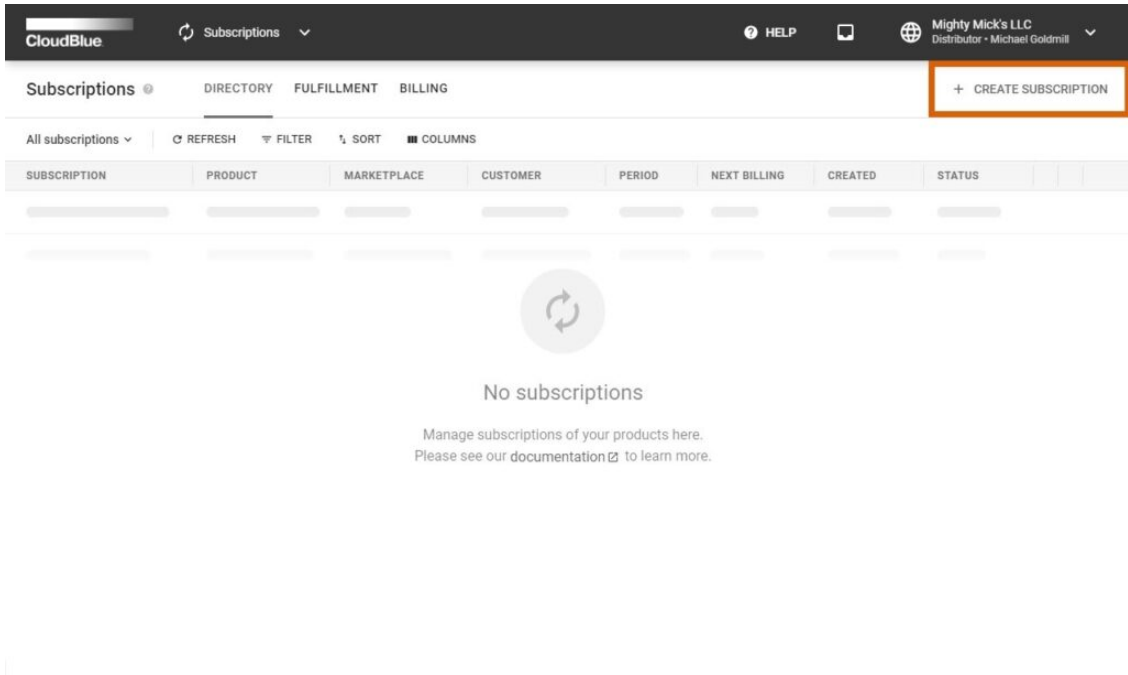 CloudBlue
Subscriptions
HELP
Mighty Mick's LLC
Distributor • Michael Goldmill
Subscriptions
DIRECTORY FULFILLMENT BILLING
+ CREATE SUBSCRIPTION
All subscriptions REFRESH FILTER SORT COLUMNS
SUBSCRIPTION PRODUCT MARKETPLACE CUSTOMER PERIOD NEXT BILLING CREATED STATUS
No subscriptions
Manage subscriptions of your products here.
Please see our documentation to learn more.